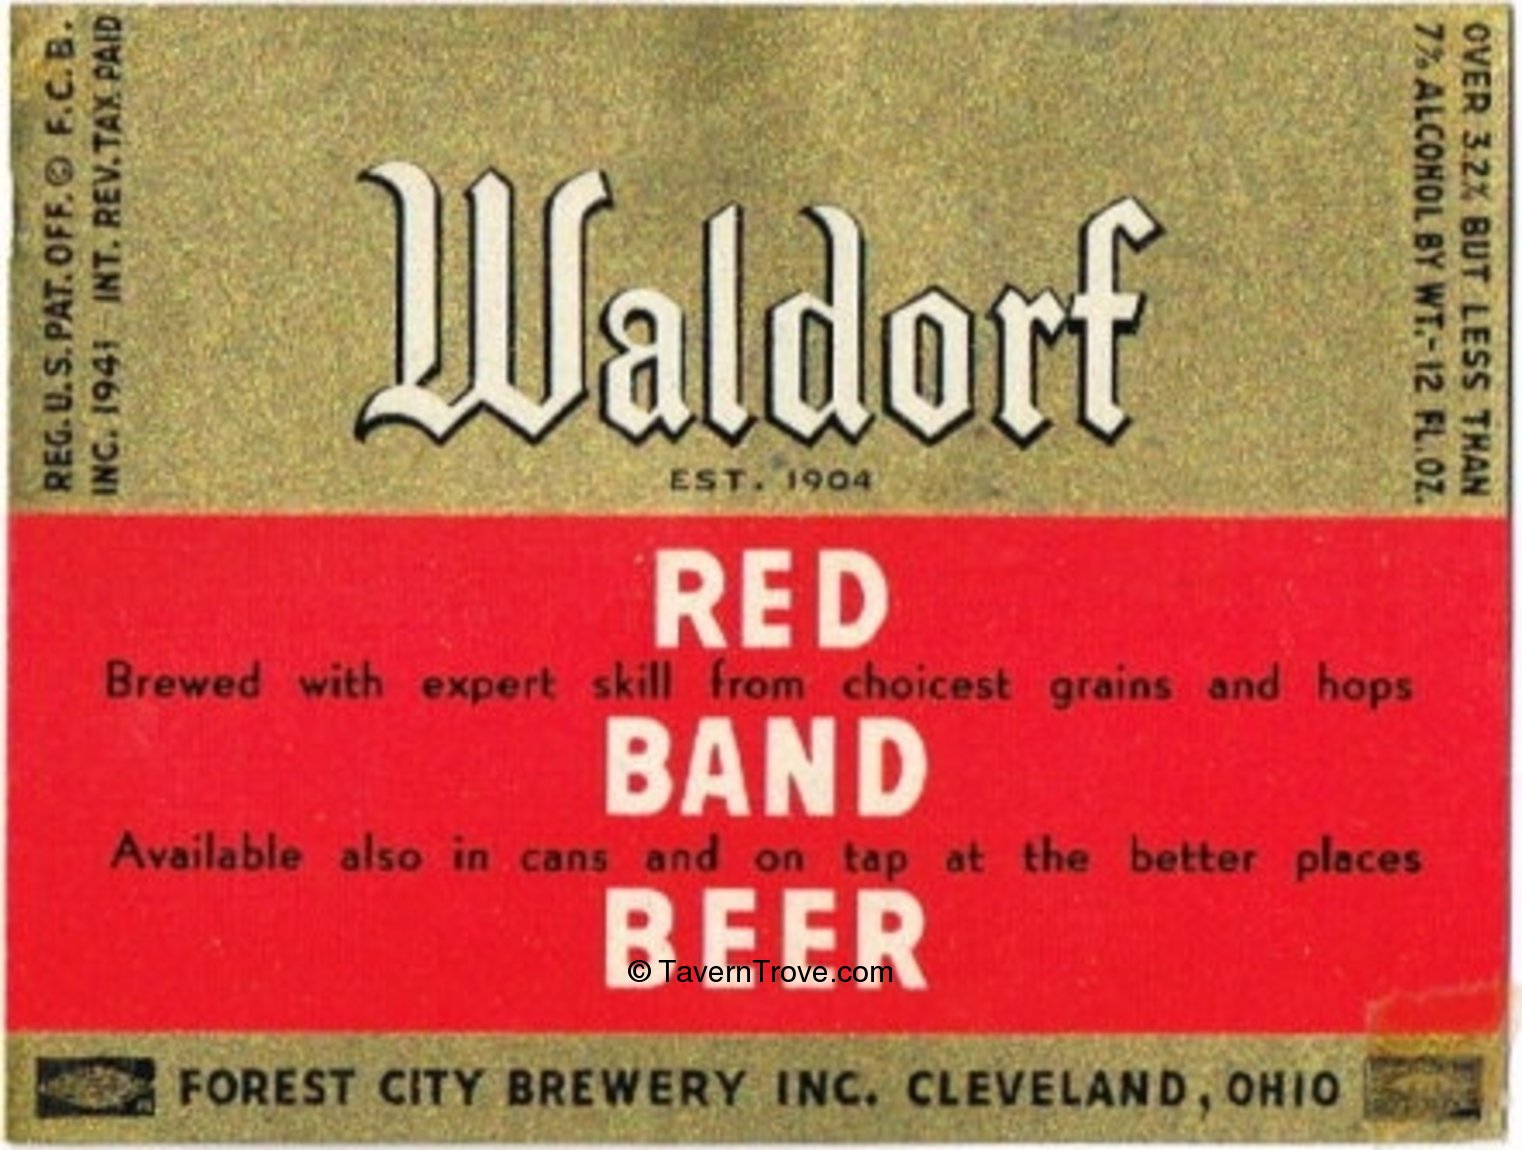 REG. U.S. PAT. OFF. © F.C.B.
INC. 1941 INT. REV. TAX PAID
OVER 3.2% BUT LESS THAN
7% ALCOHOL BY WT.-12 FL.OZ.
Waldorf
EST. 1904
RED
Brewed with expert skill from choicest grains and hops
BAND
Available also in cans and on tap at the better places
BEER
© TavernTrove.com
FOREST CITY BREWERY INC. CLEVELAND, OHIO